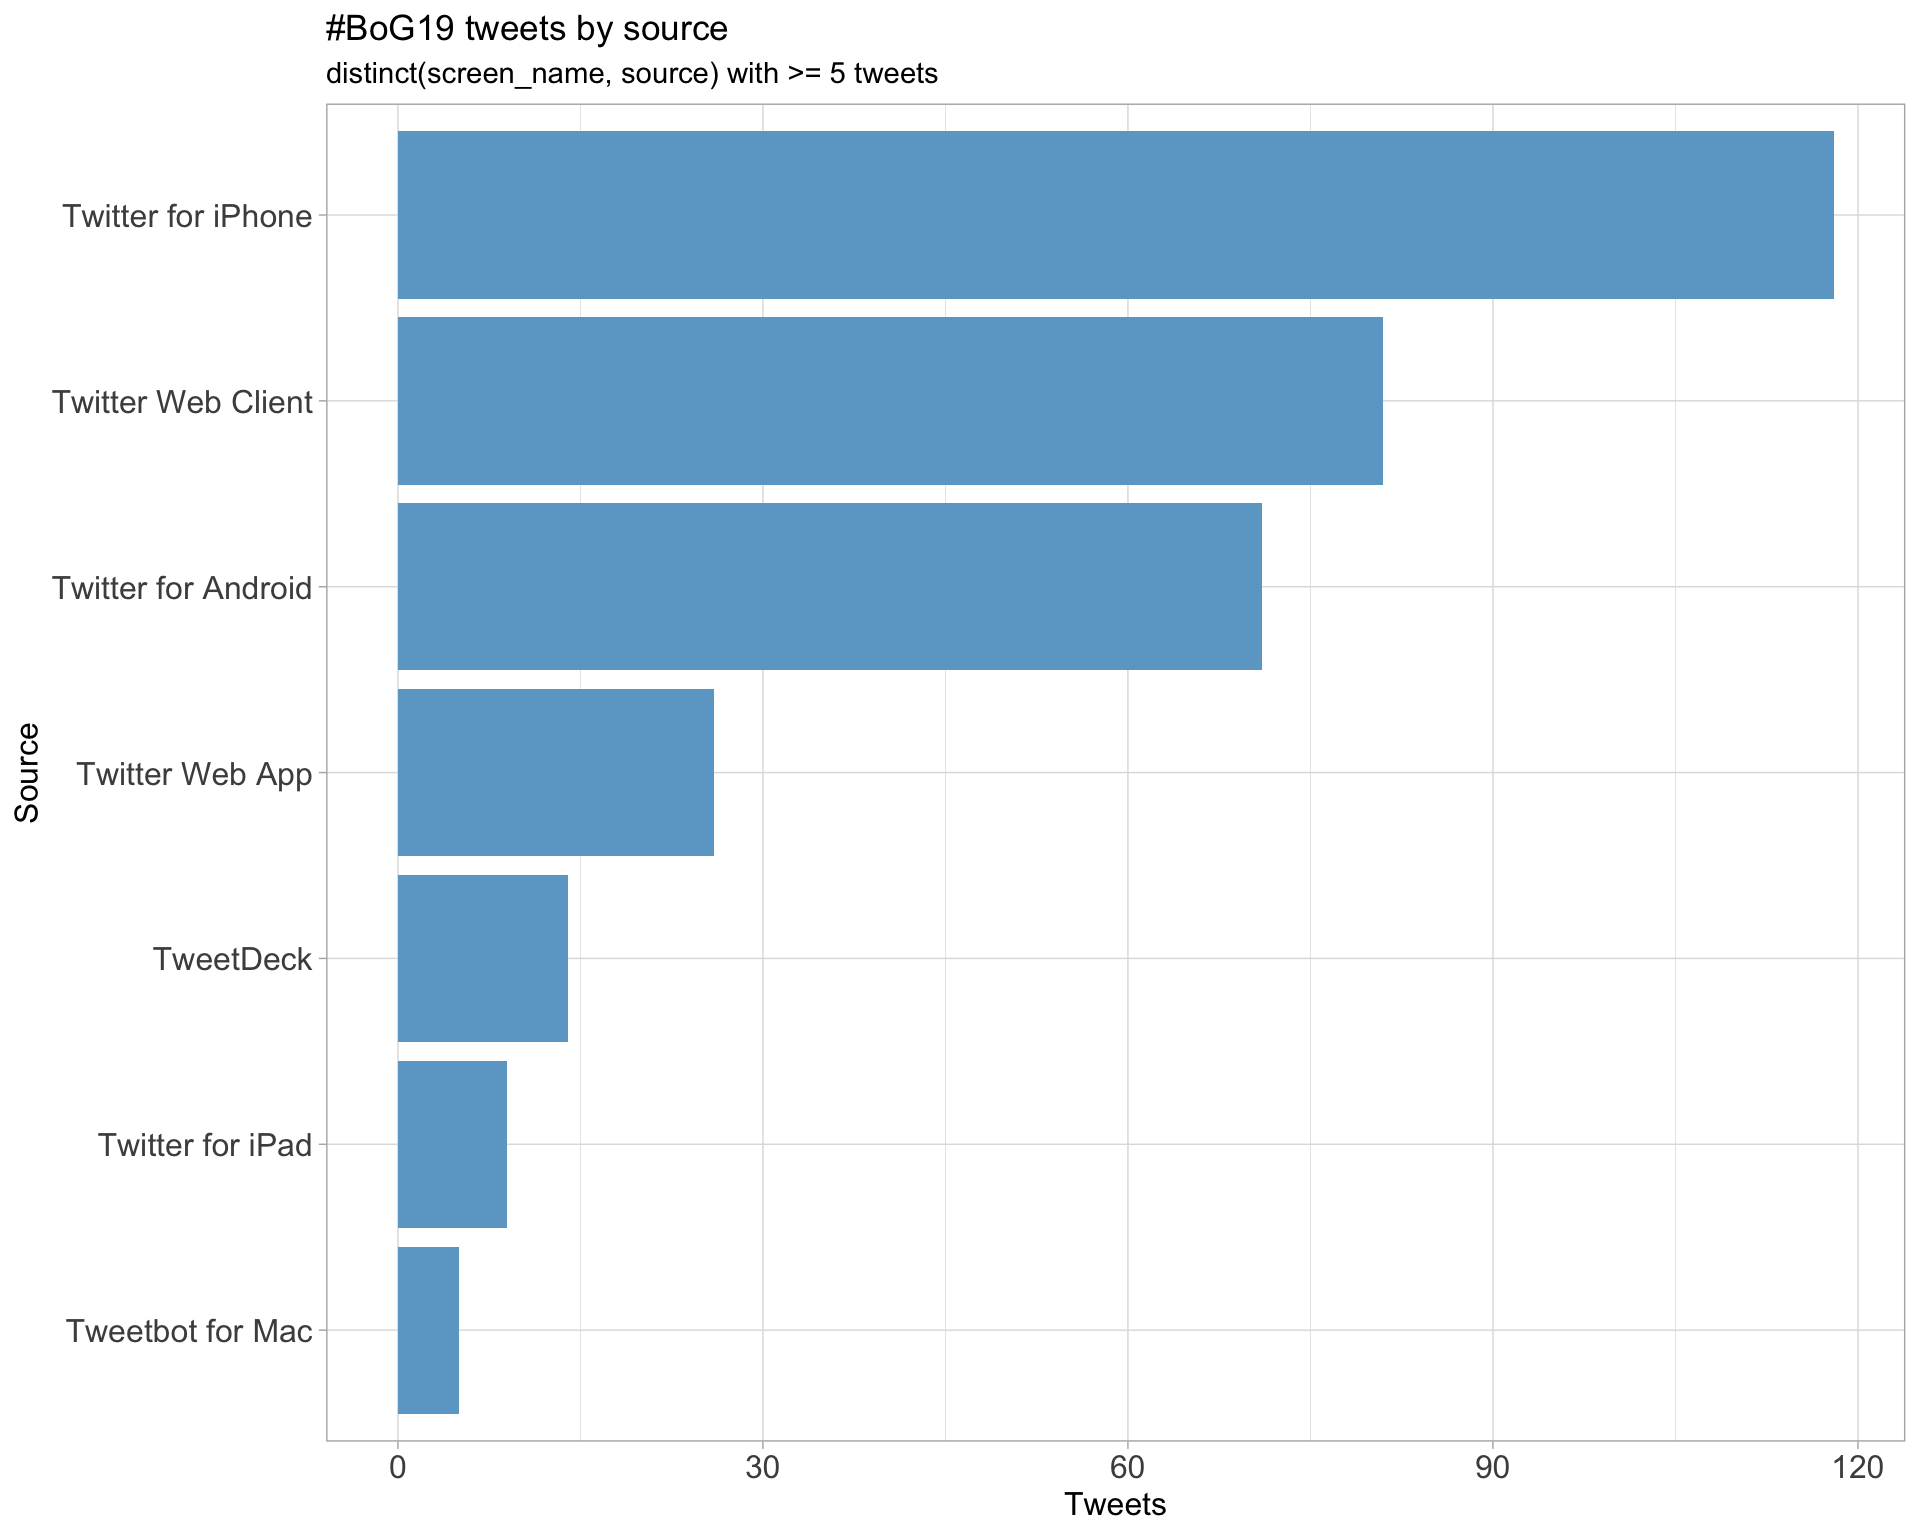 #BoG19 tweets by source
distinct(screen_name, source) with >= 5 tweets
Source
Twitter for iPhone
Twitter Web Client
Twitter for Android
Twitter Web App
TweetDeck
Twitter for iPad
Tweetbot for Mac
0 30 60 90 120
Tweets